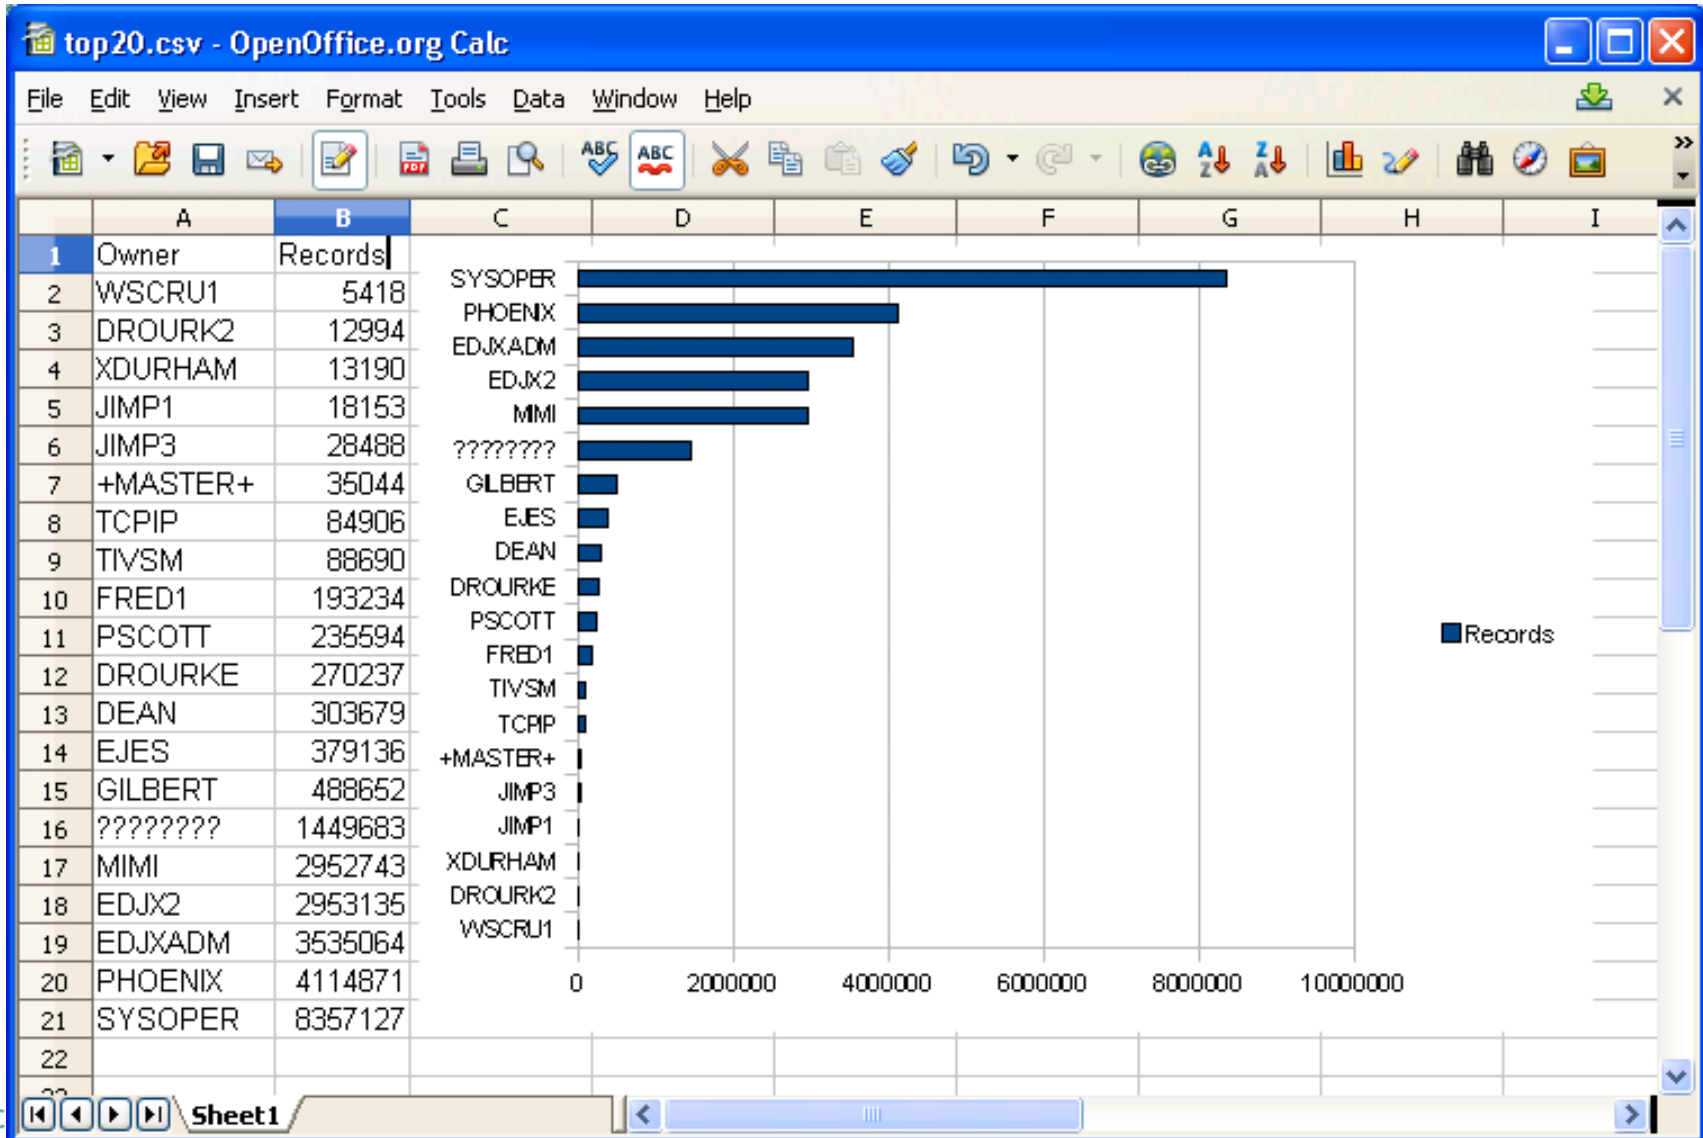 top20.csv - OpenOffice.org Calc
File Edit View Insert Format Tools Data Window Help
A B C D E F G H I
1 Owner Records
2 WSCRU1 5418
3 DROURK2 12994
4 XDURHAM 13190
5 JIMP1 18153
6 JIMP3 28488
7 +MASTER+ 35044
8 TCPIP 84906
9 TIVSM 88690
10 FRED1 193234
11 PSCOTT 235594
12 DROURKE 270237
13 DEAN 303679
14 EJES 379136
15 GILBERT 488652
16 ???????? 1449683
17 MIMI 2952743
18 EDJX2 2953135
19 EDJXADM 3535064
20 PHOENIX 4114871
21 SYSOPER 8357127
22
SYSOPER
PHOENIX
EDJXADM
EDJX2
MIMI
????????
GILBERT
EJES
DEAN
DROURKE
PSCOTT
FRED1
TIVSM
TCPIP
+MASTER+
JIMP3
JIMP1
XDURHAM
DROURK2
WSCRU1
0 2000000 4000000 6000000 8000000 10000000
Records
Sheet1